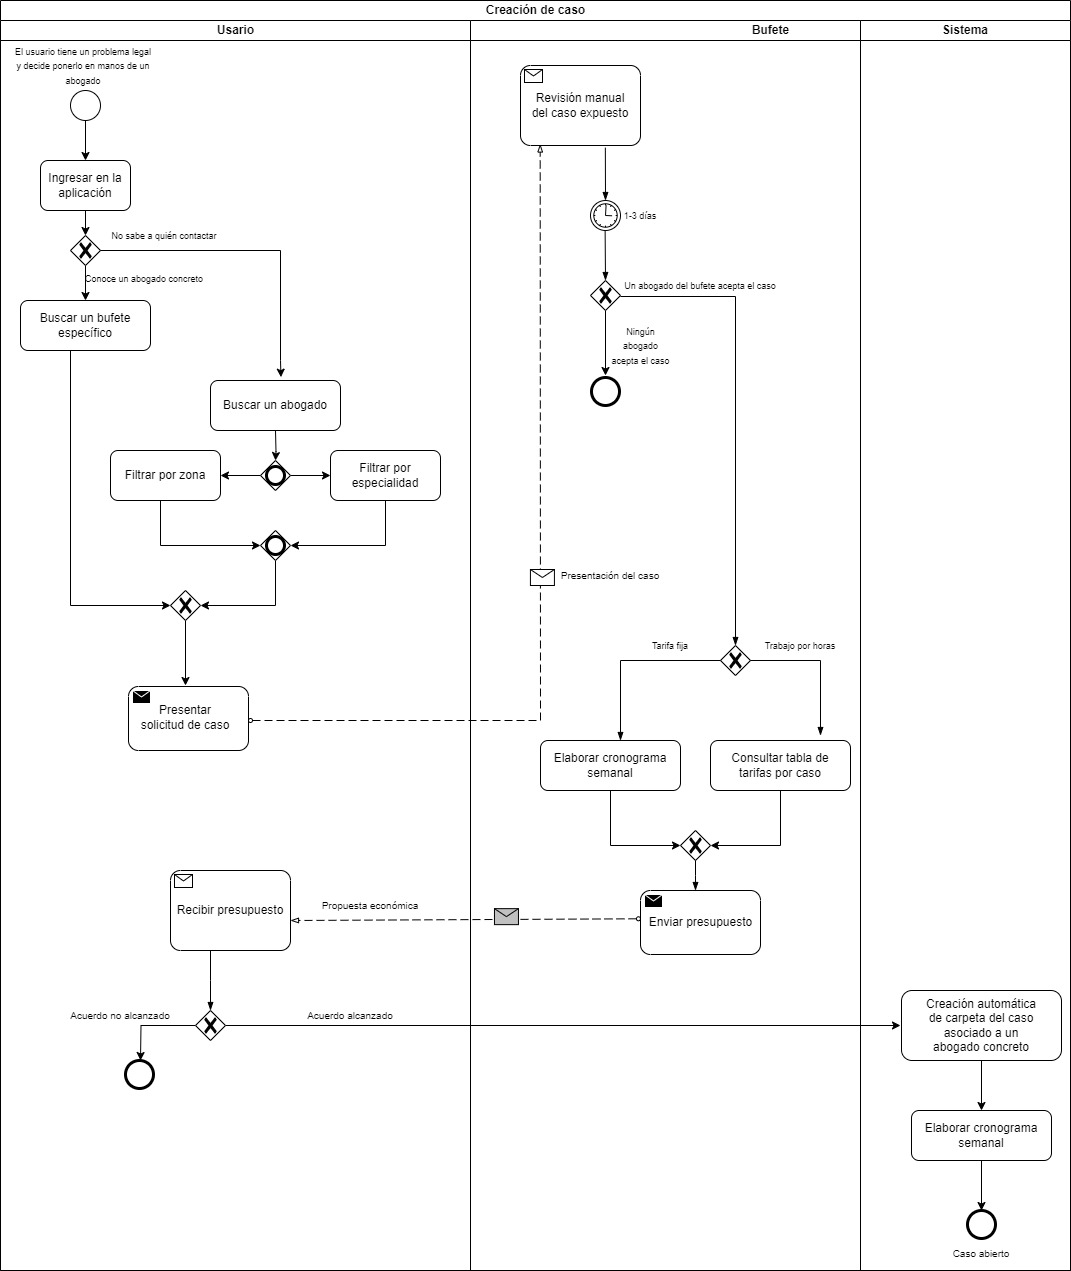 Creación de caso
Usario
Bufete
Sistema
El usuario tiene un problema legal
y decide ponerlo en manos de un
abogado
Ingresar en la
aplicación
No sabe a quién contactar
Conoce un abogado concreto
Buscar un bufete
específico
Buscar un abogado
Filtrar por zona
Filtrar por
especialidad
Presentar
solicitud de caso
Revisión manual
del caso expuesto
1-3 días
Un abogado del bufete acepta el caso
Ningún
abogado
acepta el caso
Presentación del caso
Tarifa fija
Trabajo por horas
Elaborar cronograma
semanal
Consultar tabla de
tarifas por caso
Enviar presupuesto
Propuesta económica
Recibir presupuesto
Acuerdo no alcanzado
Acuerdo alcanzado
Creación automática
de carpeta del caso
asociado a un
abogado concreto
Elaborar cronograma
semanal
Caso abierto